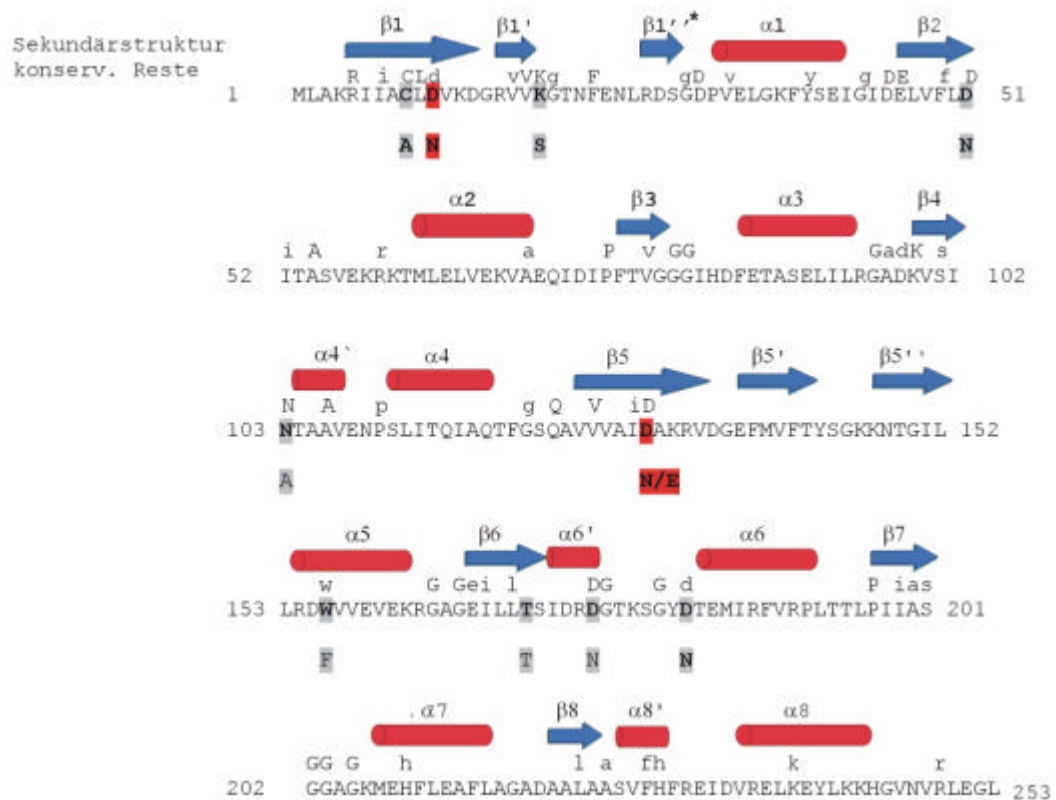 β1 β1' β1''* α1 β2
Sekundärstruktur
konserv. Reste R i CLd vVKg F gD v y g DE f D
1 MLAKRIIACLDVKDGRVVKGTNFENLRDSGDPVELGKFYSEIGIDELVFLD 51
A N S N
α2 β3 α3 β4
i A r a P v GG GadK s
52 ITASVEKRKTMLELVEKVAEQIDIPFTVGGGIHDFETASELILRGADKVSI 102
α4` α4 β5 β5' β5''
N A p g Q V iD
103 NTAAVENPSLITQIAQTFGSQAVVVAIDAKRVDGEFMVFTYSGKKNTGIL 152
A N/E
α5 β6 α6' α6 β7
w G Gei l DG G d P ias
153 LRDWVVEVEKRGAGEILLTSIDRDGTKSGYDTEMIRFVRPLTTLPIIAS 201
F T N N
.α7 β8 α8' α8
GG G h l a fh k r
202 GGAGKMEHFLEAFLAGADAALAASVFHFREIDVRELKEYLKKHGVNVRLEGL 253